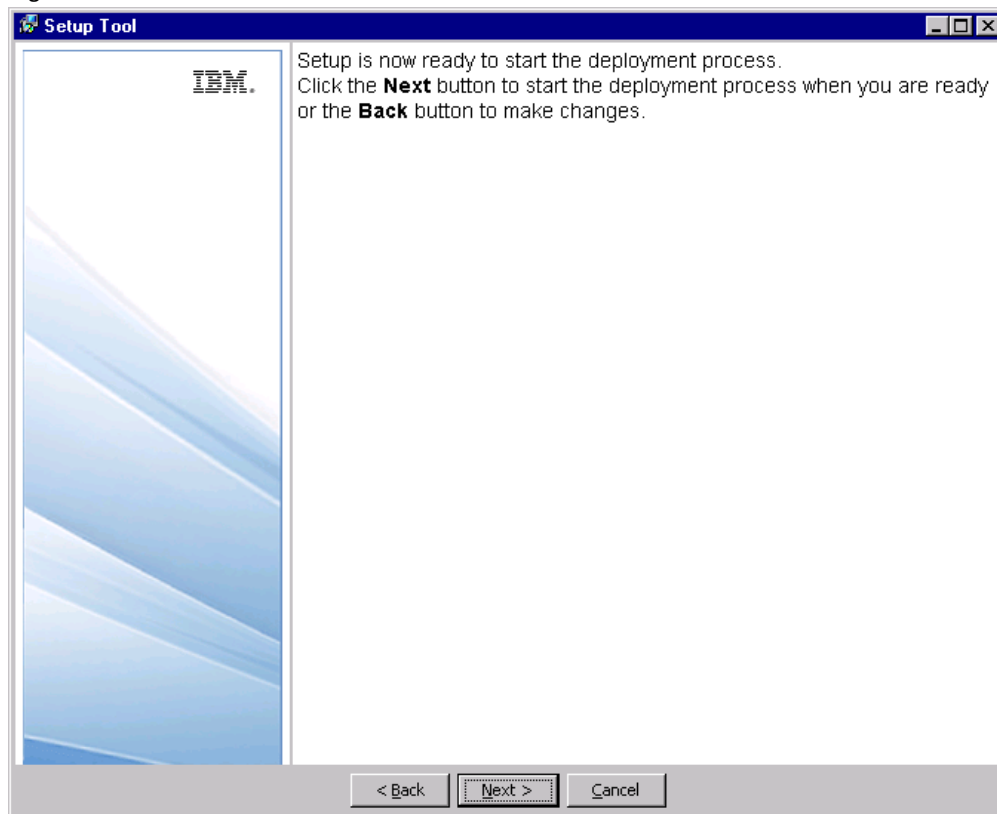 Setup Tool
IBM.
Setup is now ready to start the deployment process.
Click the Next button to start the deployment process when you are ready
or the Back button to make changes.
< Back
Next >
Cancel